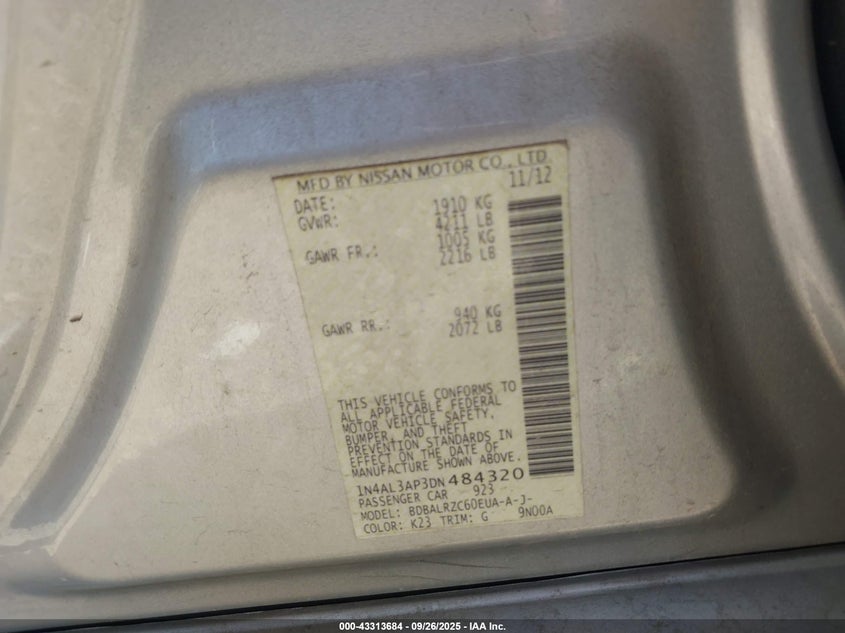 MFD BY NISSAN MOTOR CO., LTD.
DATE: 11/12
GVWR: 1910 KG
4211 LB
GAWR FR.: 1005 KG
2216 LB
GAWR RR.: 940 KG
2072 LB
THIS VEHICLE CONFORMS TO
ALL APPLICABLE FEDERAL
MOTOR VEHICLE SAFETY,
BUMPER, AND THEFT
PREVENTION STANDARDS IN
EFFECT ON THE DATE OF
MANUFACTURE SHOWN ABOVE.
1N4AL3AP3DN484320
PASSENGER CAR 923
MODEL: BDBALRZC60EUA-A-J-
COLOR: K23 TRIM: G 9N00A
000-43313684 - 09/26/2025 - IAA Inc.